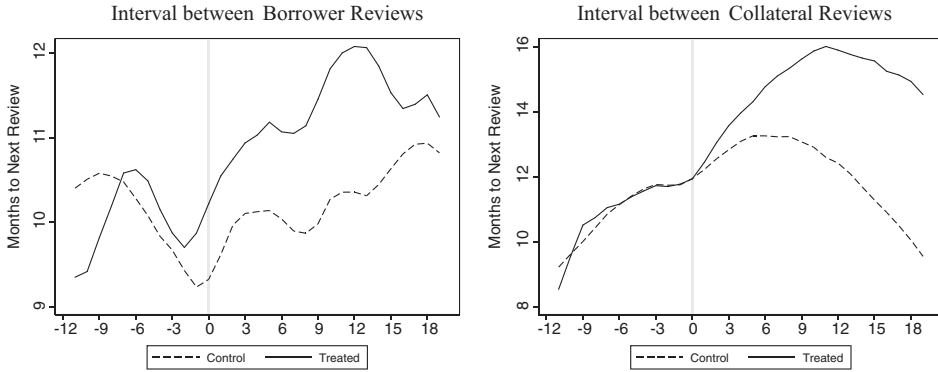 Interval between Borrower Reviews
Months to Next Review
12
11
10
9
-12 -9 -6 -3 0 3 6 9 12 15 18
Control Treated
Interval between Collateral Reviews
Months to Next Review
16
14
12
10
8
-12 -9 -6 -3 0 3 6 9 12 15 18
Control Treated